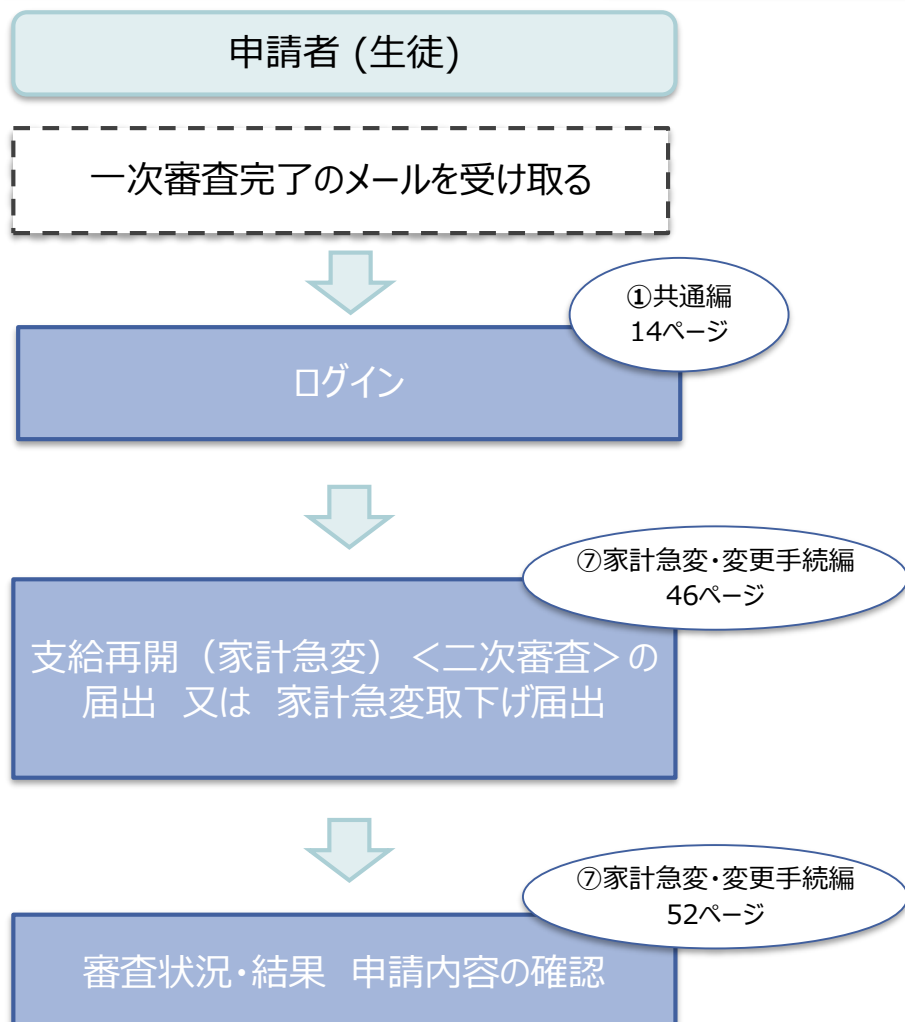 申請者 (生徒)
一次審査完了のメールを受け取る
①共通編
14ページ
ログイン
⑦家計急変・変更手続編
46ページ
支給再開（家計急変）＜二次審査＞の
届出　又は　家計急変取下げ届出
⑦家計急変・変更手続編
52ページ
審査状況・結果　申請内容の確認